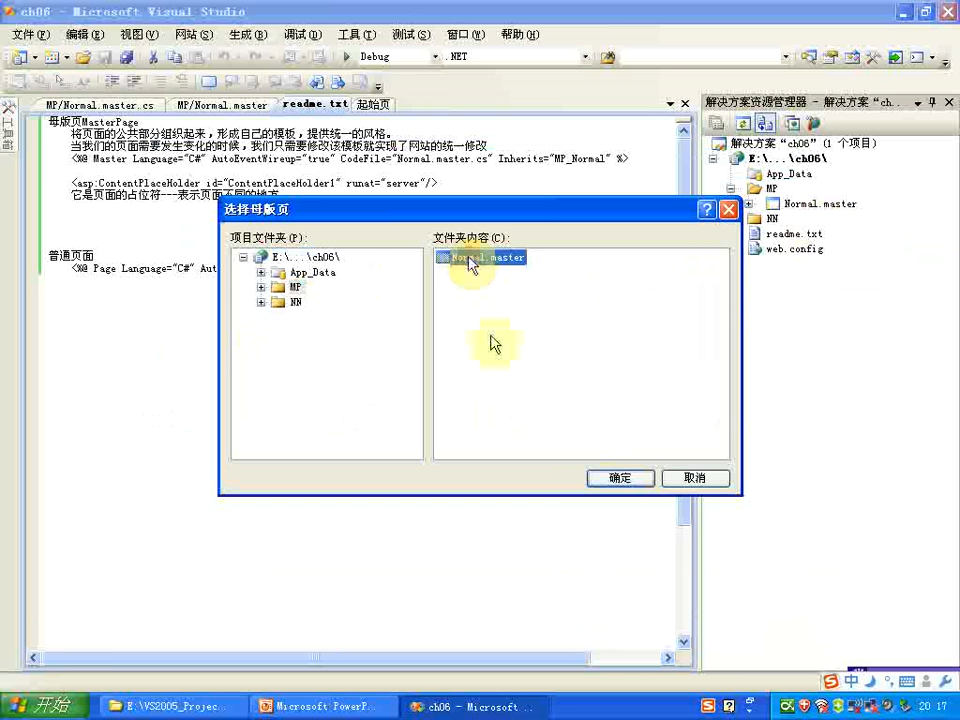 ch06 - Microsoft Visual Studio
文件(F) 编辑(E) 视图(V) 网站(S) 生成(B) 调试(D) 工具(T) 测试(S) 窗口(W) 帮助(H)
Debug .NET
MP/Normal.master.cs MP/Normal.master readme.txt 起始页
工具箱
母版页MasterPage
将页面的公共部分组织起来，形成自己的模板，提供统一的风格。
当我们的页面需要发生变化的时候，我们只需要修改该模板就实现了网站的统一修改
<%@ Master Language="C#" AutoEventWireup="true" CodeFile="Normal.master.cs" Inherits="MP_Normal" %>
<asp:ContentPlaceHolder id="ContentPlaceHolder1" runat="server"/>
它是页面的占位符---表示页面不同的地方
普通页面
<%@ Page Language="C#" Aut
选择母版页
项目文件夹(P):
E:\...\ch06\
App_Data
MP
NN
文件夹内容(C):
Normal.master
确定 取消
解决方案资源管理器 - 解决方案“ch...
解决方案“ch06”(1 个项目)
E:\...\ch06\
App_Data
MP
Normal.master
NN
readme.txt
web.config
中
开始 E:\VS2005_Projec... Microsoft PowerP... ch06 - Microsoft ... 20 17